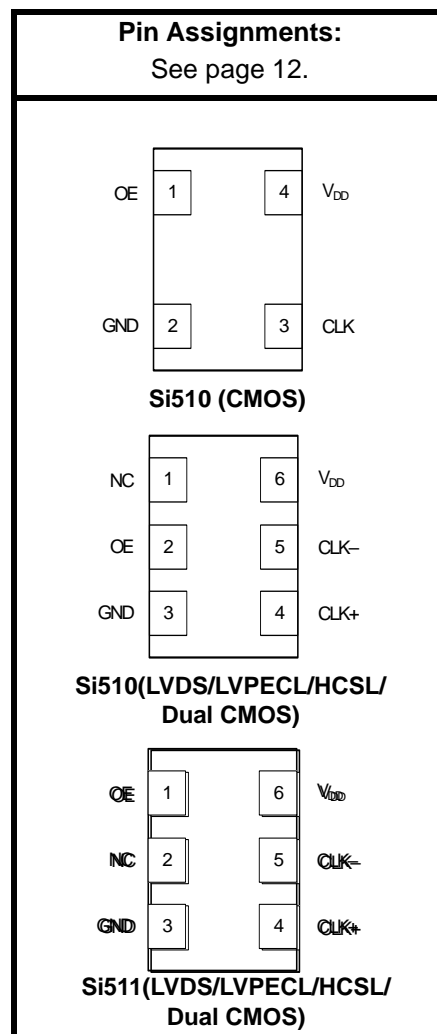 Pin Assignments:
See page 12.
OE 1 4 VDD
GND 2 3 CLK
Si510 (CMOS)
NC 1 6 VDD
OE 2 5 CLK–
GND 3 4 CLK+
Si510(LVDS/LVPECL/HCSL/
Dual CMOS)
OE 1 6 VDD
NC 2 5 CLK–
GND 3 4 CLK+
Si511(LVDS/LVPECL/HCSL/
Dual CMOS)